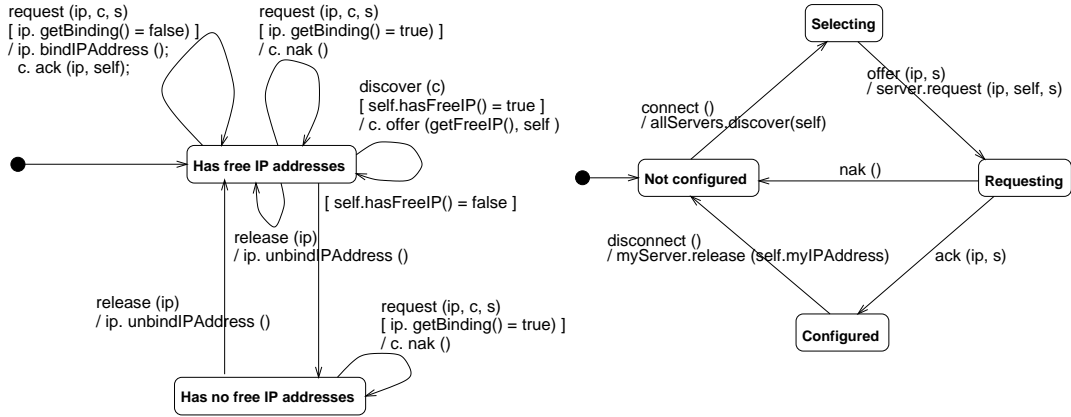 request (ip, c, s)
[ ip. getBinding() = false) ]
/ ip. bindIPAddress ();
c. ack (ip, self);
request (ip, c, s)
[ ip. getBinding() = true) ]
/ c. nak ()
discover (c)
[ self.hasFreeIP() = true ]
/ c. offer (getFreeIP(), self )
Has free IP addresses
[ self.hasFreeIP() = false ]
release (ip)
/ ip. unbindIPAddress ()
release (ip)
/ ip. unbindIPAddress ()
request (ip, c, s)
[ ip. getBinding() = true) ]
/ c. nak ()
Has no free IP addresses
Selecting
offer (ip, s)
/ server.request (ip, self, s)
connect ()
/ allServers.discover(self)
Not configured
nak ()
Requesting
disconnect ()
/ myServer.release (self.myIPAddress)
ack (ip, s)
Configured